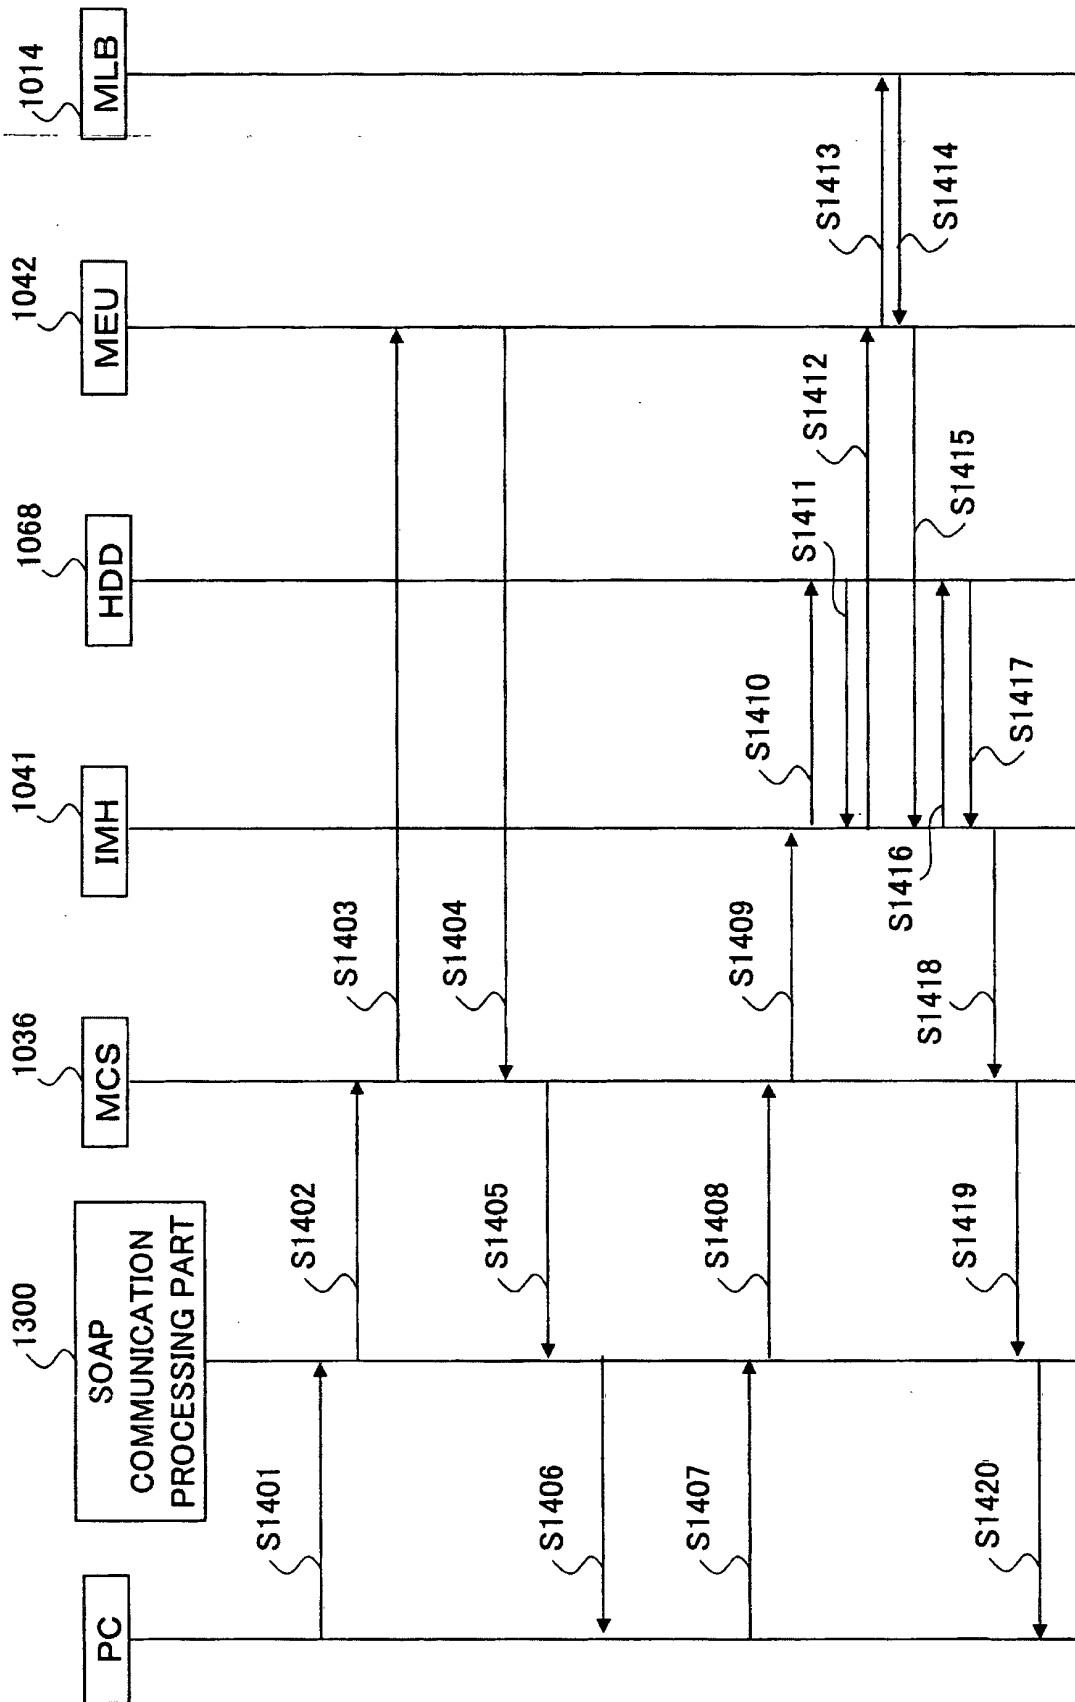 PC
1300
SOAP
COMMUNICATION
PROCESSING PART
1036
MCS
1041
IMH
1068
HDD
1042
MEU
1014
MLB
S1401
S1402
S1403
S1404
S1405
S1406
S1407
S1408
S1409
S1410
S1411
S1412
S1413
S1414
S1415
S1416
S1417
S1418
S1419
S1420